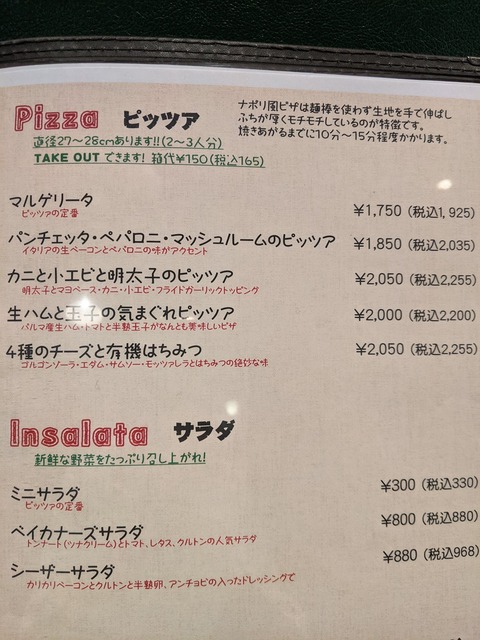 Pizza ピッツア
直径27～28cmあります!!(2～3人分)
TAKE OUT できます! 箱代¥150(税込165)
ナポリ風ピザは麺棒を使わず生地を手で伸ばし
ふちが厚くモチモチしているのが特徴です。
焼きあがるまでに10分～15分程度かかります。
マルゲリータ ¥1,750 (税込1,925)
ピッツァの定番
パンチェッタ・ペパロニ・マッシュルームのピッツア ¥1,850 (税込2,035)
イタリアの生ベーコンとペパロニの味がアクセント
カニと小エビと明太子のピッツア ¥2,050 (税込2,255)
明太子とマヨベース・カニ・小エビ・フライドガーリックトッピング
生ハムと玉子の気まぐれピッツア ¥2,000 (税込2,200)
パルマ産生ハム・トマトと半熟玉子がなんとも美味しいピザ
4種のチーズと有機はちみつ ¥2,050 (税込2,255)
ゴルゴンゾーラ・エダム・サムソー・モッツァレラとはちみつの絶妙な味
Insalata サラダ
新鮮な野菜をたっぷり召し上がれ!
ミニサラダ ¥300 (税込330)
ピッツァの定番
ベイカナーズサラダ ¥800 (税込880)
トンナート(ツナクリーム)とトマト、レタス、クルトンの人気サラダ
シーザーサラダ ¥880 (税込968)
カリカリベーコンとクルトンと半熟卵、アンチョビの入ったドレッシングで